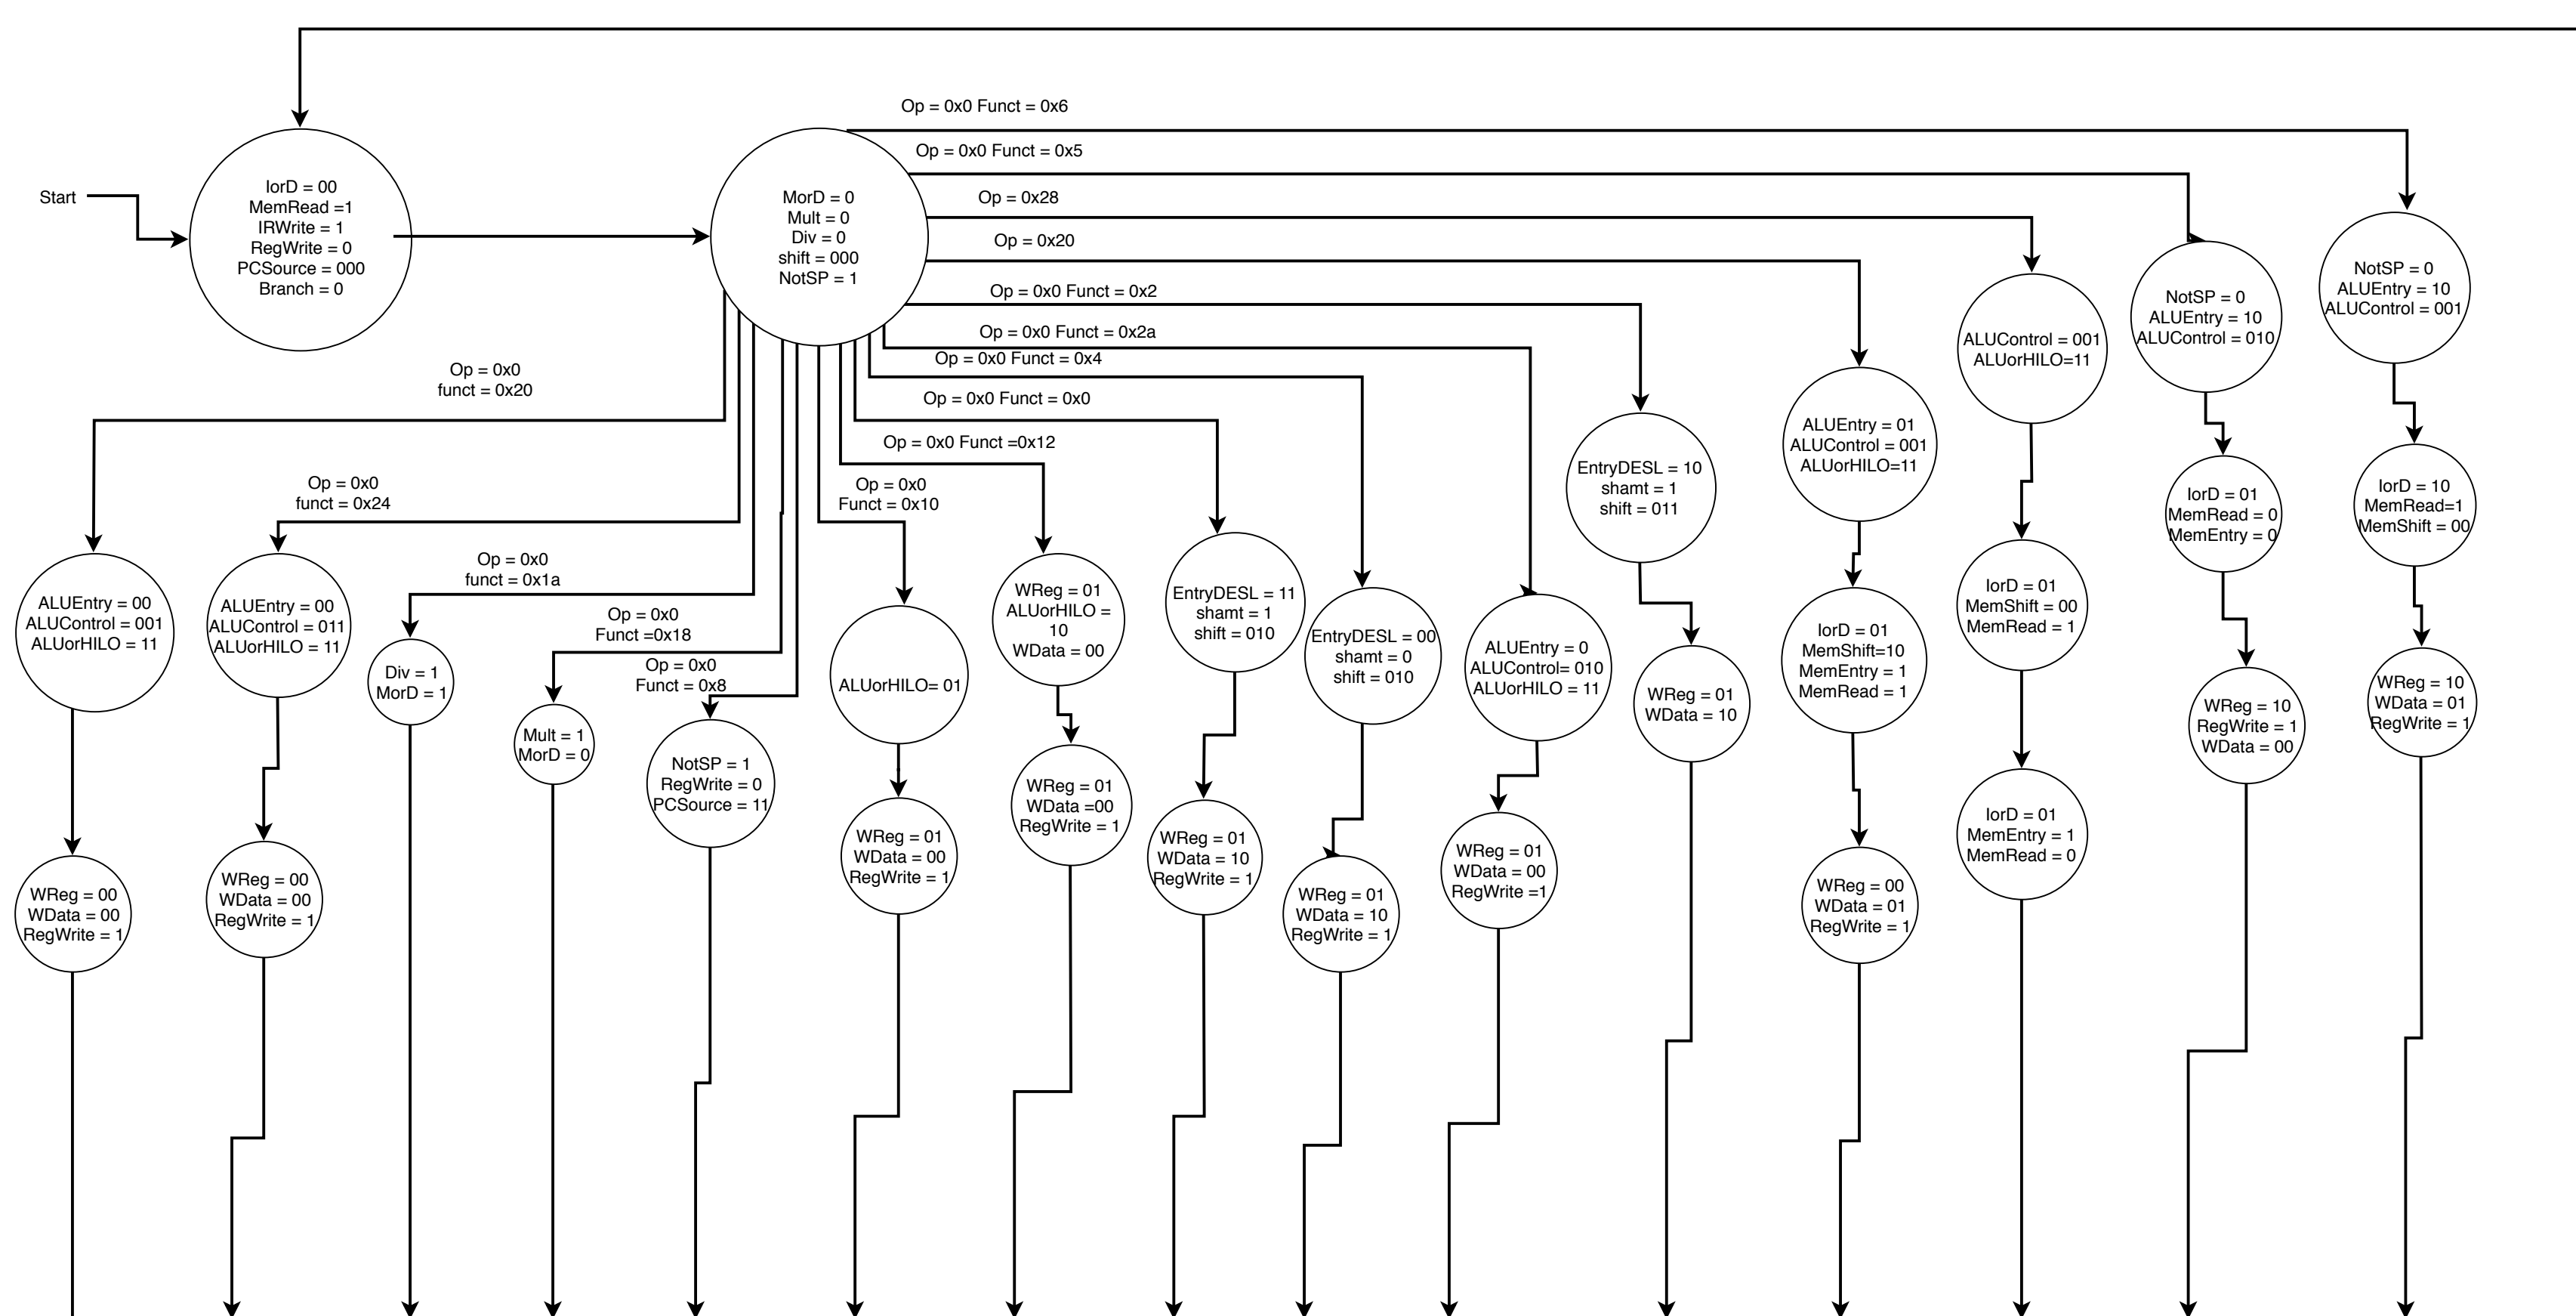 Start
IorD = 00
MemRead =1
IRWrite = 1
RegWrite = 0
PCSource = 000
Branch = 0
MorD = 0
Mult = 0
Div = 0
shift = 000
NotSP = 1
Op = 0x0 Funct = 0x6
Op = 0x0 Funct = 0x5
Op = 0x28
Op = 0x20
Op = 0x0 Funct = 0x2
Op = 0x0 Funct = 0x2a
Op = 0x0 Funct = 0x4
Op = 0x0 Funct = 0x0
Op = 0x0 Funct =0x12
Op = 0x0
Funct = 0x10
Op = 0x0
funct = 0x20
Op = 0x0
funct = 0x24
Op = 0x0
funct = 0x1a
Op = 0x0
Funct =0x18
Op = 0x0
Funct = 0x8
ALUEntry = 00
ALUControl = 001
ALUorHILO = 11
WReg = 00
WData = 00
RegWrite = 1
ALUEntry = 00
ALUControl = 011
ALUorHILO = 11
WReg = 00
WData = 00
RegWrite = 1
Div = 1
MorD = 1
Mult = 1
MorD = 0
NotSP = 1
RegWrite = 0
PCSource = 11
ALUorHILO= 01
WReg = 01
WData = 00
RegWrite = 1
WReg = 01
ALUorHILO =
10
WData = 00
WReg = 01
WData =00
RegWrite = 1
EntryDESL = 11
shamt = 1
shift = 010
WReg = 01
WData = 10
RegWrite = 1
EntryDESL = 00
shamt = 0
shift = 010
WReg = 01
WData = 10
RegWrite = 1
ALUEntry = 0
ALUControl= 010
ALUorHILO = 11
WReg = 01
WData = 00
RegWrite =1
EntryDESL = 10
shamt = 1
shift = 011
WReg = 01
WData = 10
ALUEntry = 01
ALUControl = 001
ALUorHILO=11
IorD = 01
MemShift=10
MemEntry = 1
MemRead = 1
WReg = 00
WData = 01
RegWrite = 1
ALUControl = 001
ALUorHILO=11
IorD = 01
MemShift = 00
MemRead = 1
IorD = 01
MemEntry = 1
MemRead = 0
NotSP = 0
ALUEntry = 10
ALUControl = 010
IorD = 01
MemRead = 0
MemEntry = 0
WReg = 10
RegWrite = 1
WData = 00
NotSP = 0
ALUEntry = 10
ALUControl = 001
IorD = 10
MemRead=1
MemShift = 00
WReg = 10
WData = 01
RegWrite = 1